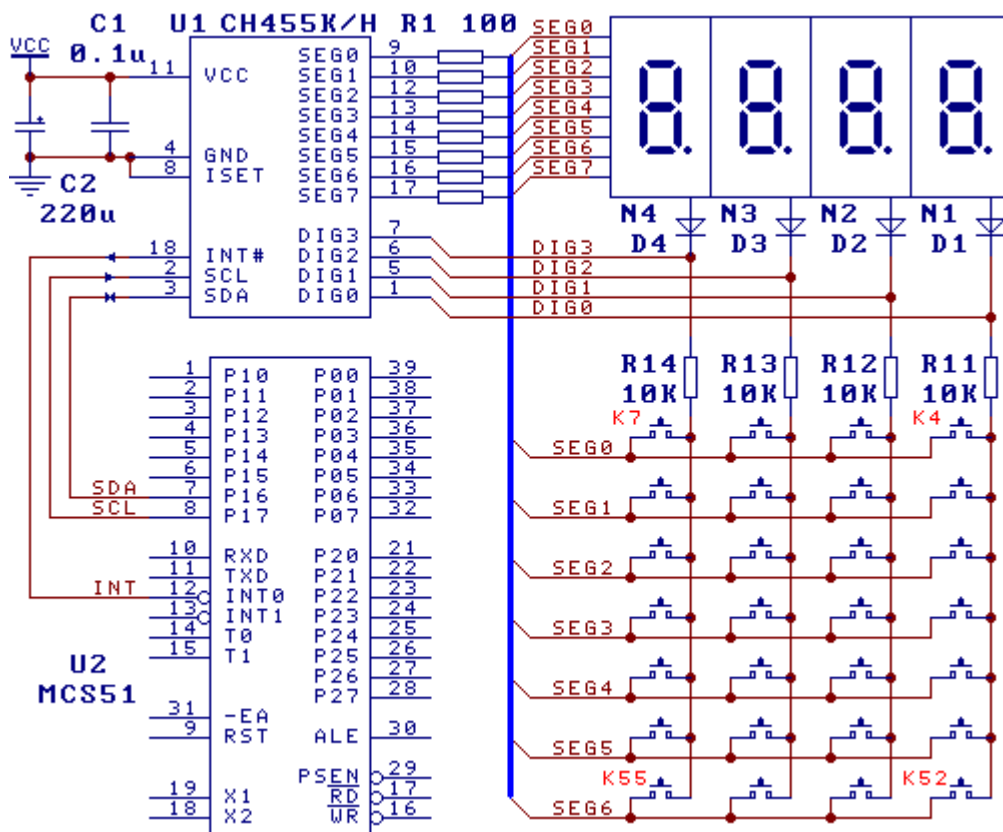 C1 U1 CH455K/H R1 100
VCC 0.1u
11 VCC
4 GND
8 ISET
C2
220u
18 INT#
2 SCL
3 SDA
SEG0 9
SEG1 10
SEG2 12
SEG3 13
SEG4 14
SEG5 15
SEG6 16
SEG7 17
DIG3 7
DIG2 6
DIG1 5
DIG0 1
SEG0
SEG1
SEG2
SEG3
SEG4
SEG5
SEG6
SEG7
8. 8. 8. 8.
N4 N3 N2 N1
D4 D3 D2 D1
DIG3
DIG2
DIG1
DIG0
R14 R13 R12 R11
10K 10K 10K 10K
K7 K4
SEG0
SEG1
SEG2
SEG3
SEG4
SEG5
K55 K52
SEG6
1 P10 P00 39
2 P11 P01 38
3 P12 P02 37
4 P13 P03 36
5 P14 P04 35
6 P15 P05 34
SDA 7 P16 P06 33
SCL 8 P17 P07 32
10 RXD P20 21
11 TXD P21 22
INT 12 INT0 P22 23
13 INT1 P23 24
14 T0 P24 25
15 T1 P25 26
P26 27
P27 28
U2
MCS51
31 -EA
9 RST ALE 30
PSEN 29
19 X1 RD 17
18 X2 WR 16